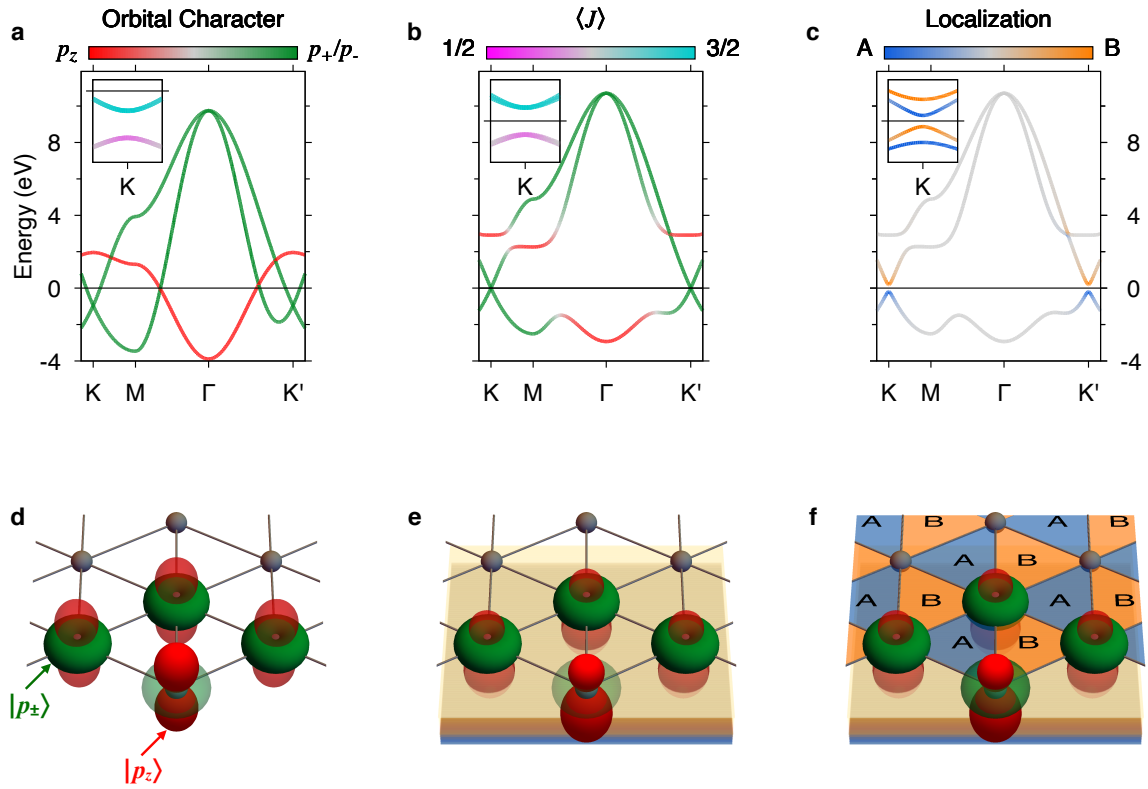 Orbital Character
a
p_z
p_+/p_-
Energy (eV)
8
4
0
-4
K
K M Γ K'
⟨J⟩
b
1/2
3/2
K
K M Γ K'
Localization
c
A
B
K
8
4
0
-4
K M Γ K'
d
|p_±⟩
|p_z⟩
e
f
A B A B
A B
A B A B
A B